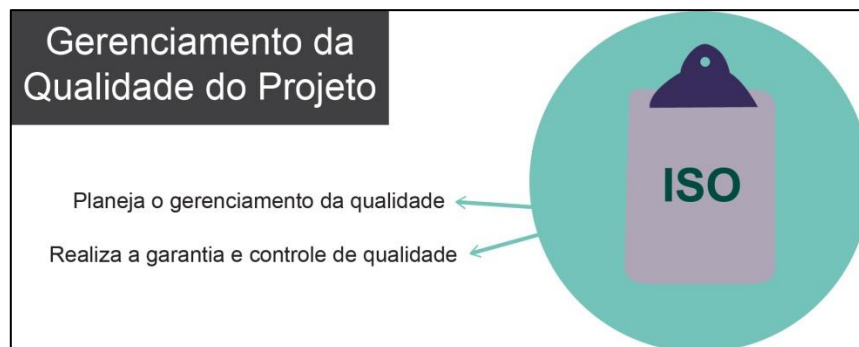 Gerenciamento da
Qualidade do Projeto
ISO
Planeja o gerenciamento da qualidade
Realiza a garantia e controle de qualidade